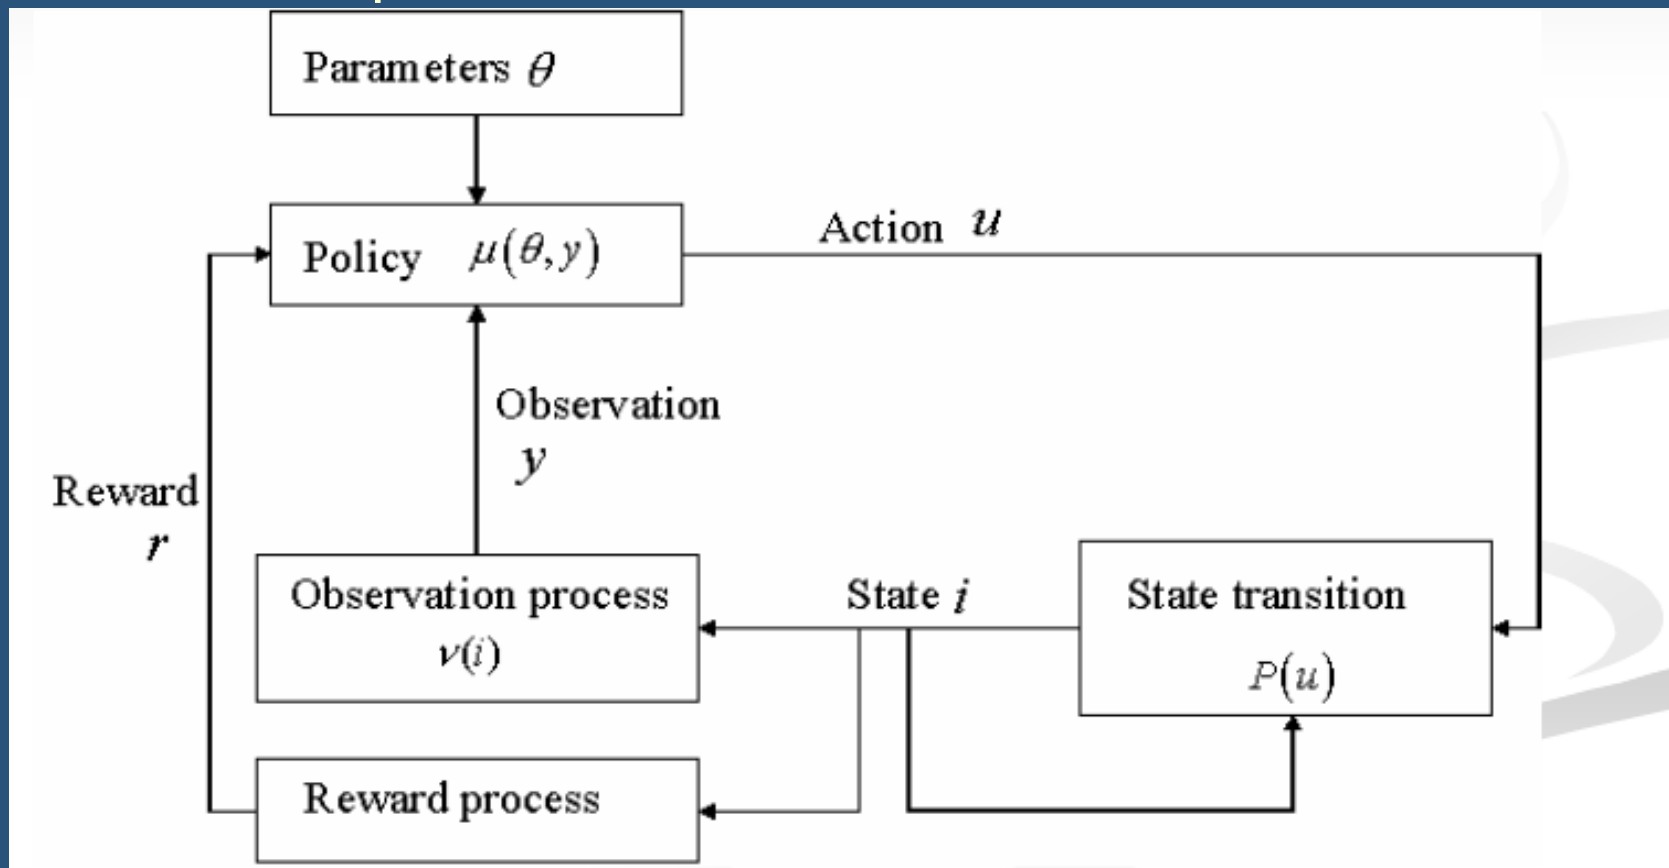 Parameters θ
Policy μ(θ,y)
Action u
Observation
y
Reward
r
Observation process
ν(i)
State i
State transition
P(u)
Reward process